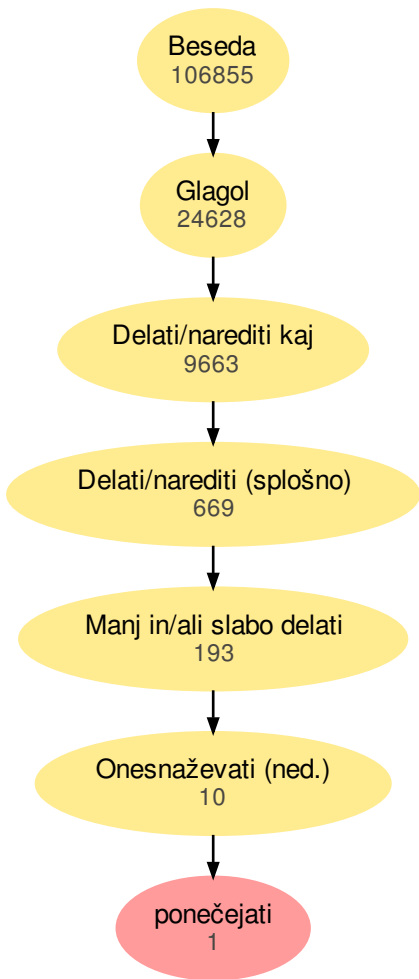 Beseda
106855
Glagol
24628
Delati/narediti kaj
9663
Delati/narediti (splošno)
669
Manj in/ali slabo delati
193
Onesnaževati (ned.)
10
ponečejati
1